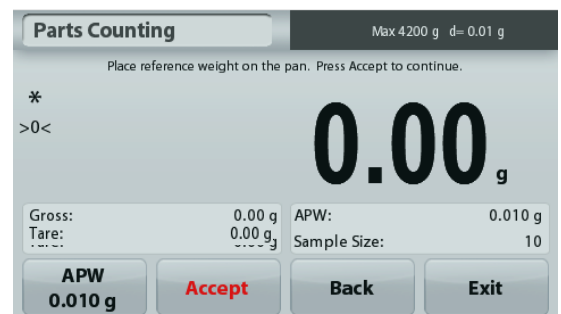 Parts Counting
Max 4200 g d= 0.01 g
Place reference weight on the pan. Press Accept to continue.
*
>0<
0.00 g
Gross: 0.00 g
Tare: 0.00 g
APW: 0.010 g
Sample Size: 10
APW
0.010 g
Accept
Back
Exit